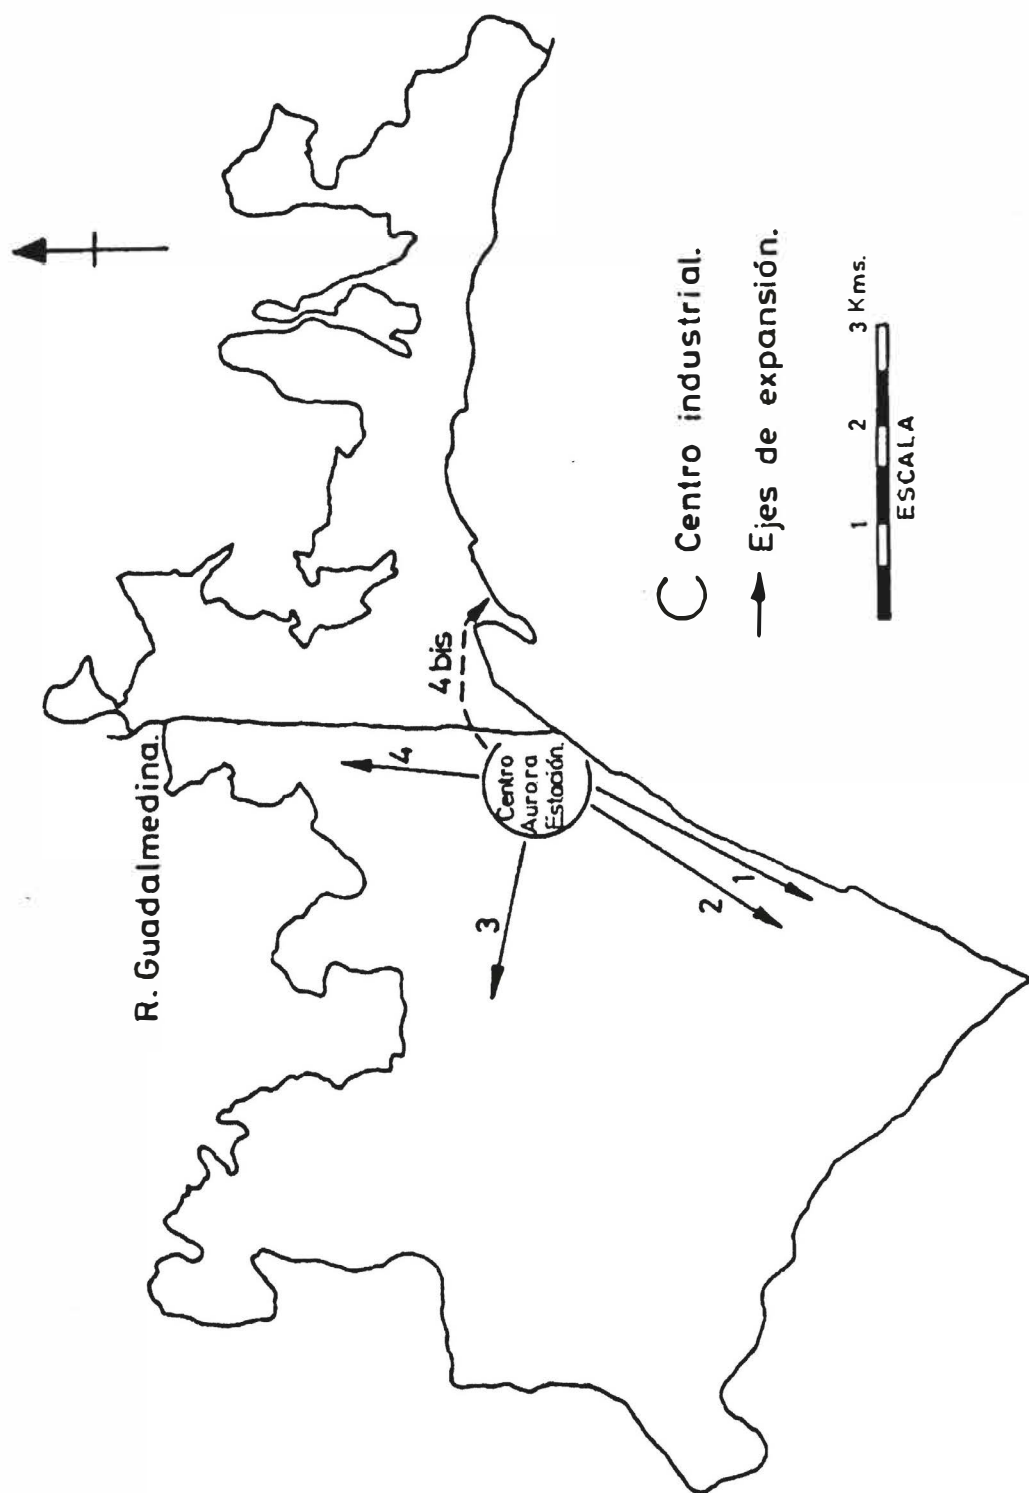 R. Guadalmedina.
4
4 bis
Centro
Aurora
Estación.
3
2
1
Centro industrial.
Ejes de expansión.
1 2 3 Kms.
ESCALA